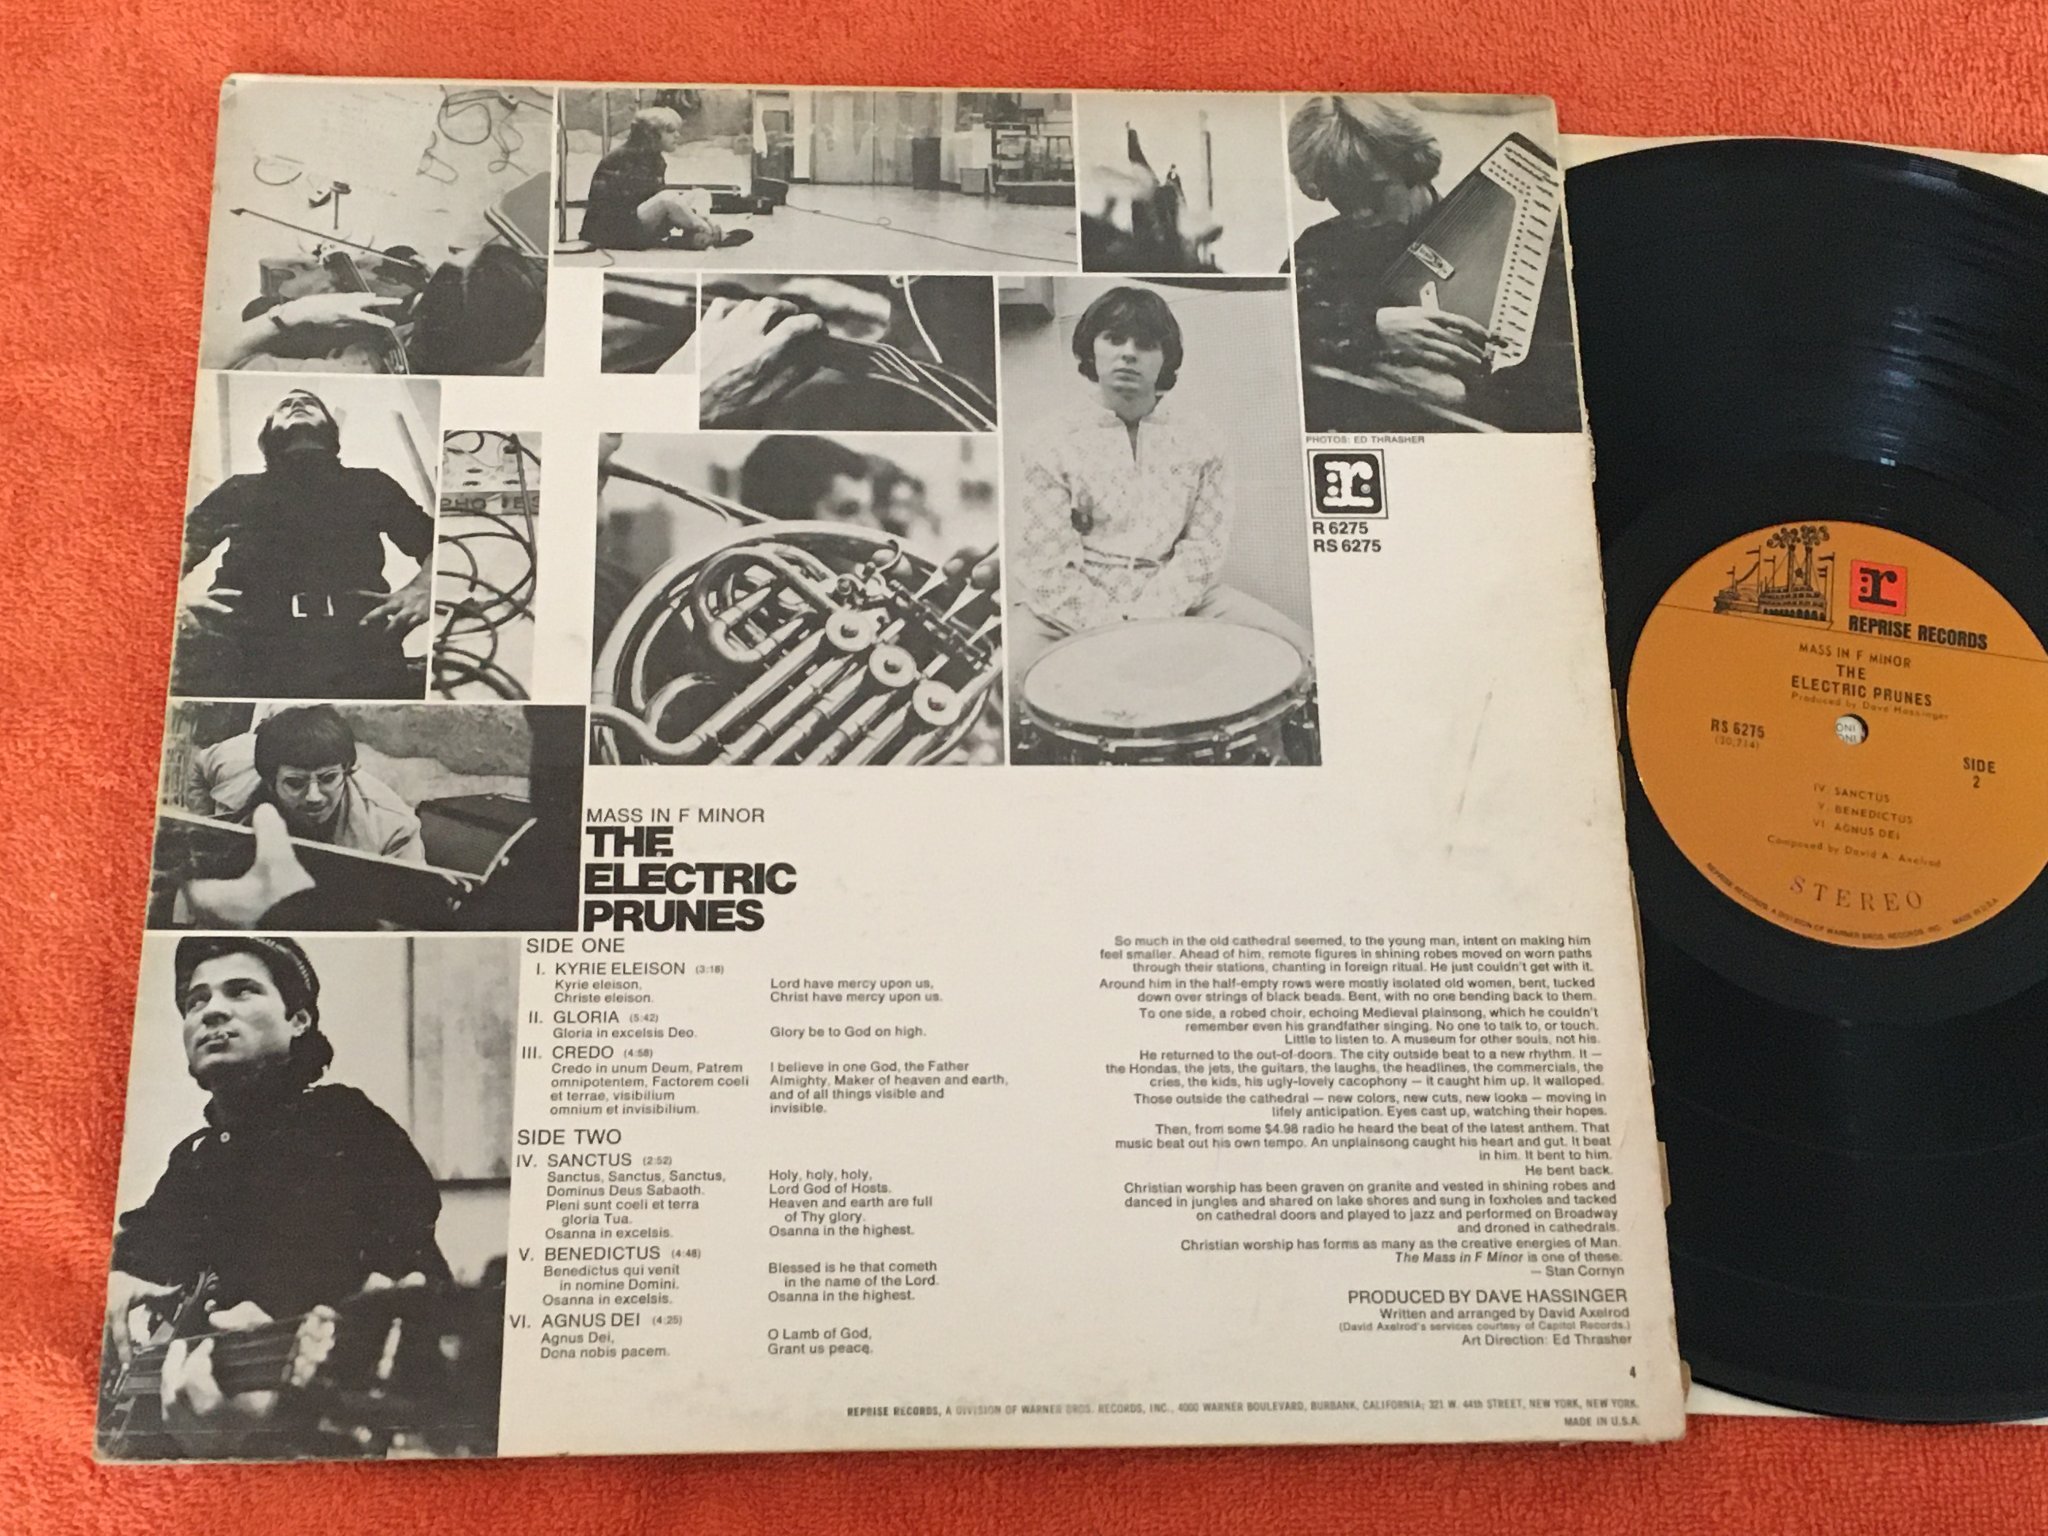 PHOTOS: ED THRASHER
r
R 6275
RS 6275
MASS IN F MINOR
THE
ELECTRIC
PRUNES
SIDE ONE
I. KYRIE ELEISON (3:18)
Kyrie eleison,
Christe eleison.
Lord have mercy upon us,
Christ have mercy upon us.
II. GLORIA (5:42)
Gloria in excelsis Deo.
Glory be to God on high.
III. CREDO (4:58)
Credo in unum Deum, Patrem
omnipotentem, Factorem coeli
et terrae, visibilium
omnium et invisibilium.
I believe in one God, the Father
Almighty, Maker of heaven and earth,
and of all things visible and
invisible.
SIDE TWO
IV. SANCTUS (2:52)
Sanctus, Sanctus, Sanctus,
Dominus Deus Sabaoth.
Pleni sunt coeli et terra
gloria Tua.
Osanna in excelsis.
Holy, holy, holy,
Lord God of Hosts.
Heaven and earth are full
of Thy glory.
Osanna in the highest.
V. BENEDICTUS (4:48)
Benedictus qui venit
in nomine Domini.
Osanna in excelsis.
Blessed is he that cometh
in the name of the Lord.
Osanna in the highest.
VI. AGNUS DEI (4:25)
Agnus Dei,
Dona nobis pacem.
O Lamb of God,
Grant us peace.
So much in the old cathedral seemed, to the young man, intent on making him
feel smaller. Ahead of him, remote figures in shining robes moved on worn paths
through their stations, chanting in foreign ritual. He just couldn't get with it.
Around him in the half-empty rows were mostly isolated old women, bent, tucked
down over strings of black beads. Bent, with no one bending back to them.
To one side, a robed choir, echoing Medieval plainsong, which he couldn't
remember even his grandfather singing. No one to talk to, or touch.
Little to listen to. A museum for other souls, not his.
He returned to the out-of-doors. The city outside beat to a new rhythm. It —
the Hondas, the jets, the guitars, the laughs, the headlines, the commercials, the
cries, the kids, his ugly-lovely cacophony — it caught him up. It walloped.
Those outside the cathedral — new colors, new cuts, new looks — moving in
lifely anticipation. Eyes cast up, watching their hopes.
Then, from some $4.98 radio he heard the beat of the latest anthem. That
music beat out his own tempo. An unplainsong caught his heart and gut. It beat
in him. It bent to him.
He bent back.
Christian worship has been graven on granite and vested in shining robes and
danced in jungles and shared on lake shores and sung in foxholes and tacked
on cathedral doors and played to jazz and performed on Broadway
and droned in cathedrals.
Christian worship has forms as many as the creative energies of Man.
The Mass in F Minor is one of these.
— Stan Cornyn
PRODUCED BY DAVE HASSINGER
Written and arranged by David Axelrod
(David Axelrod's services courtesy of Capitol Records.)
Art Direction: Ed Thrasher
4
REPRISE RECORDS, A DIVISION OF WARNER BROS. RECORDS, INC., 4000 WARNER BOULEVARD, BURBANK, CALIFORNIA; 321 W. 44th STREET, NEW YORK, NEW YORK.
MADE IN U.S.A.
r
REPRISE RECORDS
MASS IN F MINOR
THE
ELECTRIC PRUNES
Produced by Dave Hassinger
RS 6275
(30,714)
SIDE
2
IV. SANCTUS
V. BENEDICTUS
VI. AGNUS DEI
Composed by David A. Axelrod
STEREO
REPRISE RECORDS, A DIVISION OF WARNER BROS. RECORDS, INC. MADE IN U.S.A.